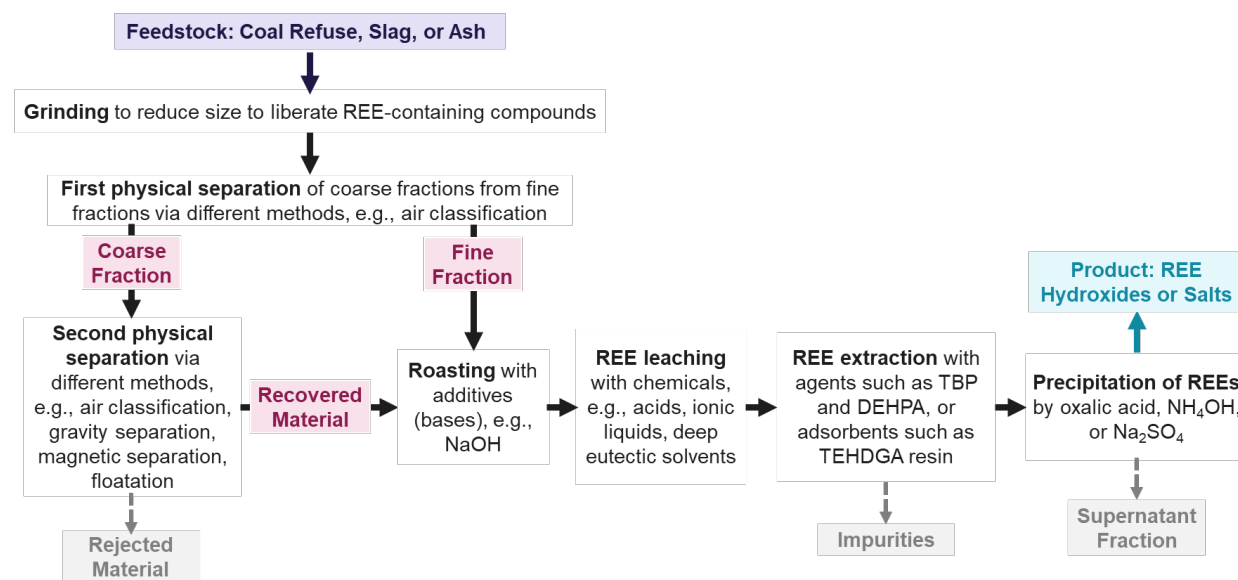 Feedstock: Coal Refuse, Slag, or Ash
Grinding to reduce size to liberate REE-containing compounds
First physical separation of coarse fractions from fine
fractions via different methods, e.g., air classification
Coarse
Fraction
Fine
Fraction
Second physical
separation via
different methods,
e.g., air classification,
gravity separation,
magnetic separation,
floatation
Rejected
Material
Recovered
Material
Roasting with
additives
(bases), e.g.,
NaOH
REE leaching
with chemicals,
e.g., acids, ionic
liquids, deep
eutectic solvents
REE extraction with
agents such as TBP
and DEHPA, or
adsorbents such as
TEHDGA resin
Impurities
Product: REE
Hydroxides or Salts
Precipitation of REEs
by oxalic acid, NH₄OH,
or Na₂SO₄
Supernatant
Fraction